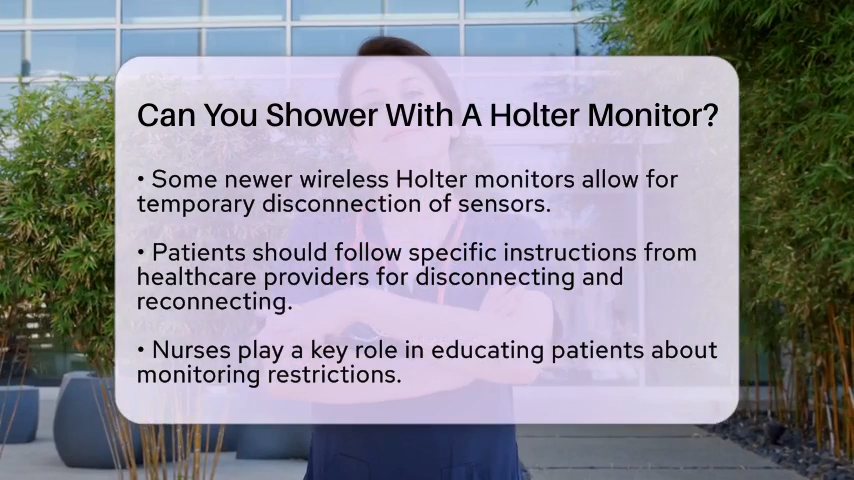 Can You Shower With A Holter Monitor?
• Some newer wireless Holter monitors allow for
temporary disconnection of sensors.
• Patients should follow specific instructions from
healthcare providers for disconnecting and
reconnecting.
• Nurses play a key role in educating patients about
monitoring restrictions.